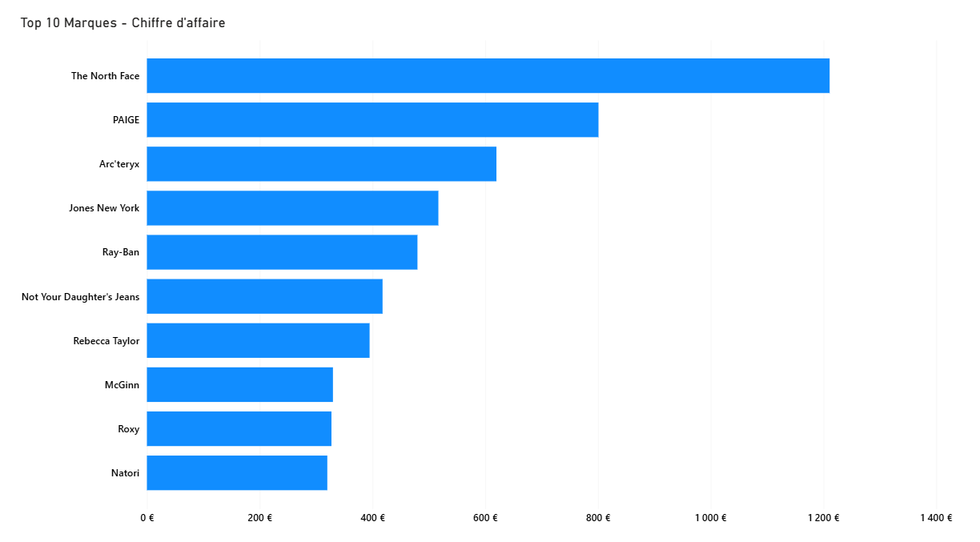 Top 10 Marques - Chiffre d'affaire
The North Face
PAIGE
Arc'teryx
Jones New York
Ray-Ban
Not Your Daughter's Jeans
Rebecca Taylor
McGinn
Roxy
Natori
0 € 200 € 400 € 600 € 800 € 1 000 € 1 200 € 1 400 €